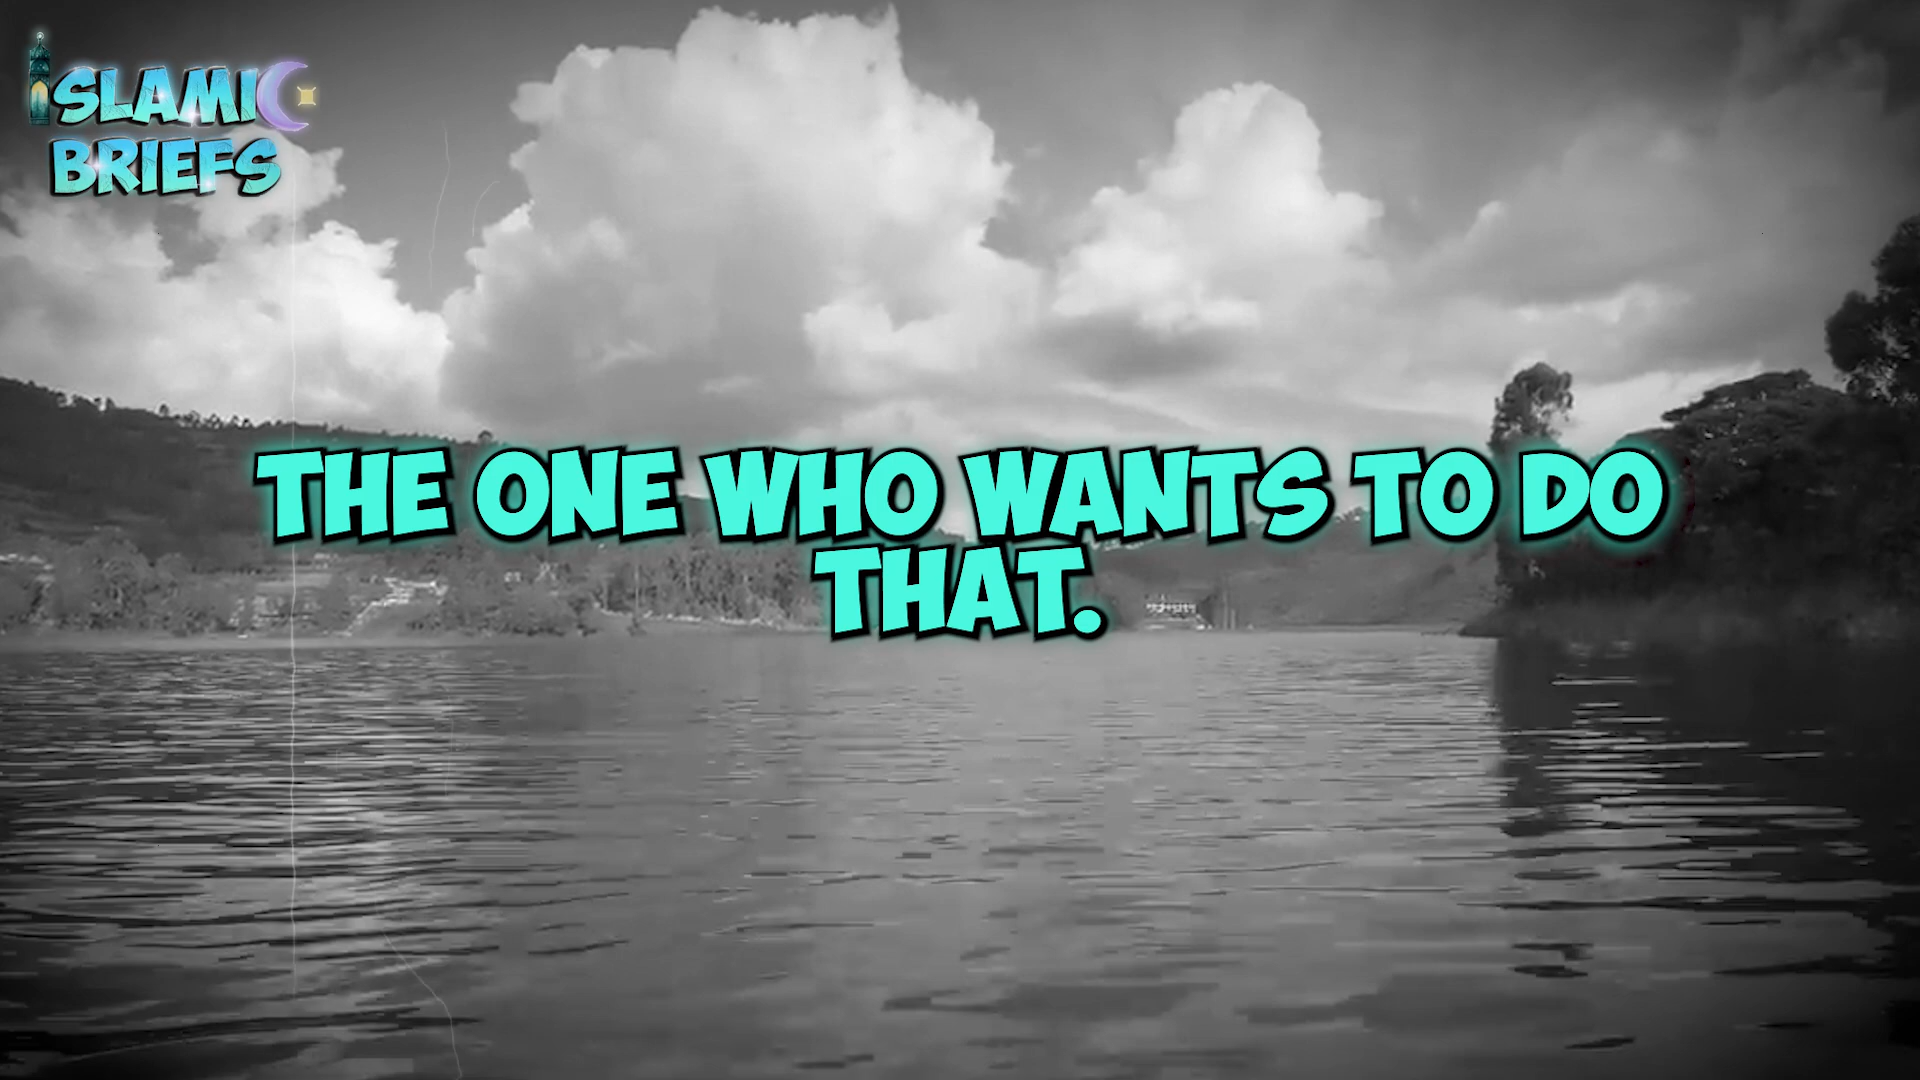 ISLAMIC
BRIEFS
THE ONE WHO WANTS TO DO
THAT.